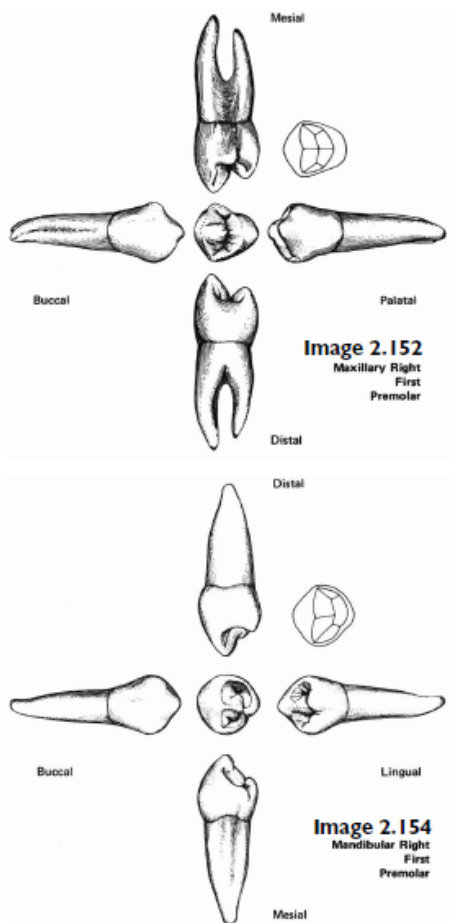 Mesial
Buccal
Palatal
Image 2.152
Maxillary Right
First
Premolar
Distal
Distal
Buccal
Lingual
Image 2.154
Mandibular Right
First
Premolar
Mesial